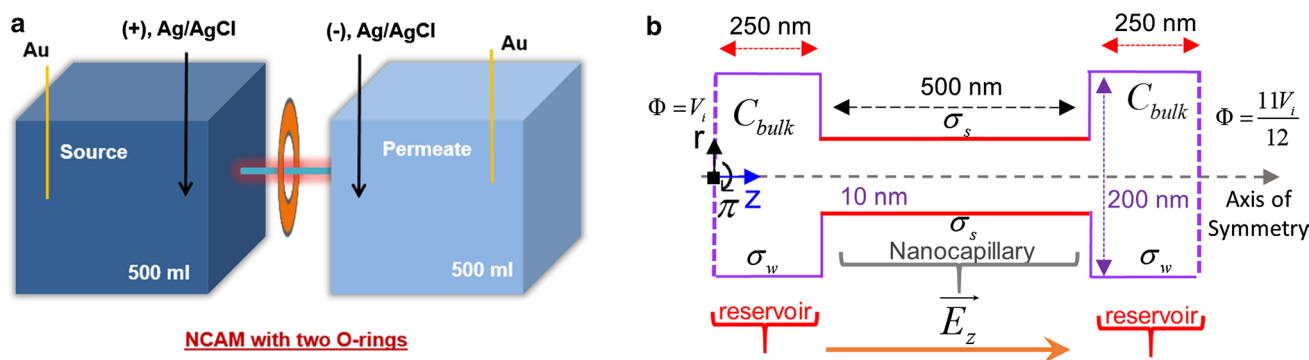 a
(+), Ag/AgCl
(-), Ag/AgCl
Au
Au
Source
Permeate
500 ml
500 ml
NCAM with two O-rings
b
250 nm
250 nm
500 nm
Φ = V_i
C_bulk
σ_s
C_bulk
Φ = 11V_i / 12
r
z
π
10 nm
200 nm
Axis of
Symmetry
σ_s
σ_w
Nanocapillary
σ_w
reservoir
E_z
reservoir